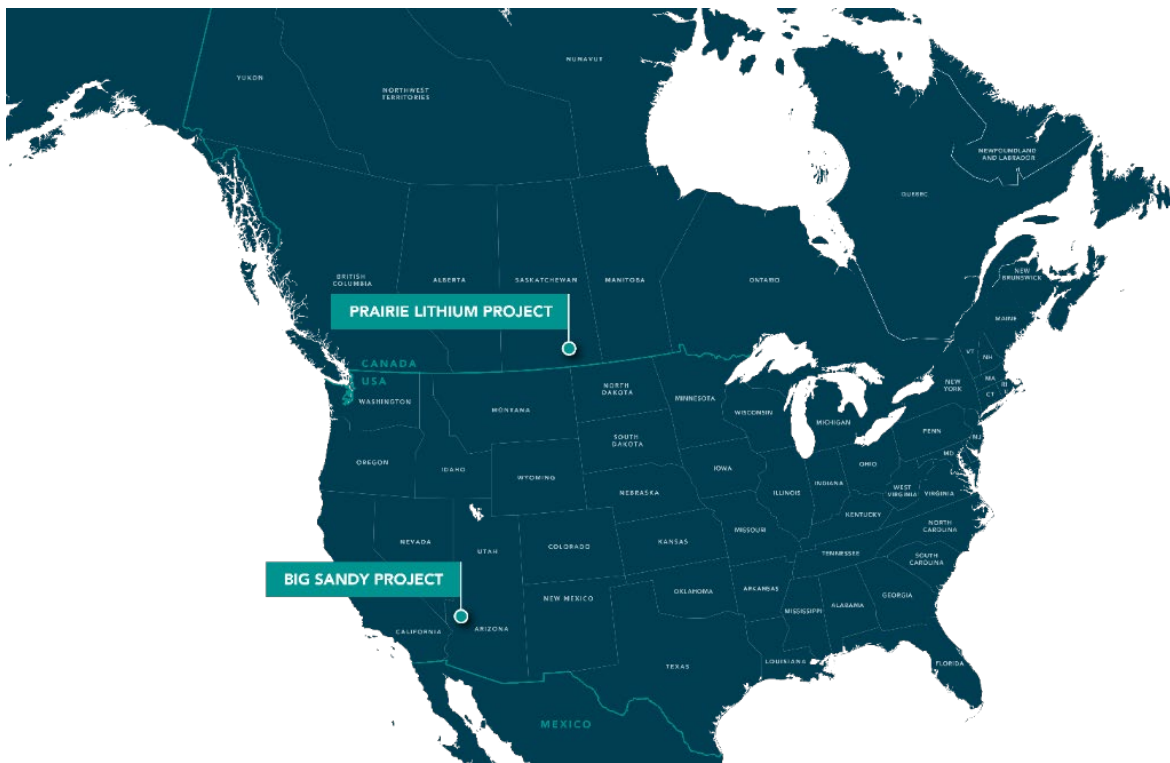 YUKON
NORTHWEST
TERRITORIES
NUNAVUT
NEWFOUNDLAND
AND LABRADOR
QUEBEC
BRITISH
COLUMBIA
ALBERTA
SASKATCHEWAN
MANITOBA
ONTARIO
NEW
BRUNSWICK
PRAIRIE LITHIUM PROJECT
MAINE
CANADA
USA
WASHINGTON
MONTANA
NORTH
DAKOTA
MINNESOTA
WISCONSIN
MICHIGAN
NEW
YORK
VT
NH
MA
RI
CT
OREGON
IDAHO
WYOMING
SOUTH
DAKOTA
NEBRASKA
IOWA
ILLINOIS
INDIANA
OHIO
PENN
NJ
MD
WEST
VIRGINIA
VIRGINIA
KENTUCKY
NEVADA
UTAH
COLORADO
KANSAS
MISSOURI
TENNESSEE
NORTH
CAROLINA
SOUTH
CAROLINA
BIG SANDY PROJECT
CALIFORNIA
ARIZONA
NEW MEXICO
OKLAHOMA
ARKANSAS
MISSISSIPPI
ALABAMA
GEORGIA
TEXAS
LOUISIANA
FLORIDA
MEXICO